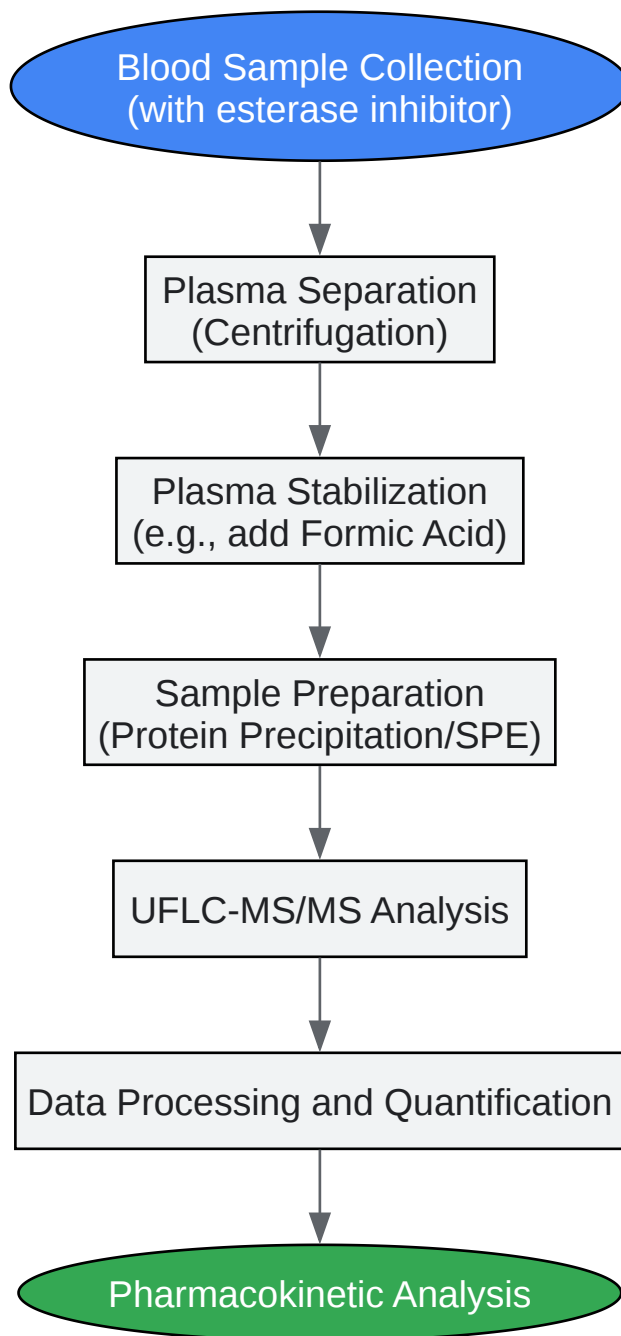 Blood Sample Collection
(with esterase inhibitor)
Plasma Separation
(Centrifugation)
Plasma Stabilization
(e.g., add Formic Acid)
Sample Preparation
(Protein Precipitation/SPE)
UFLC-MS/MS Analysis
Data Processing and Quantification
Pharmacokinetic Analysis